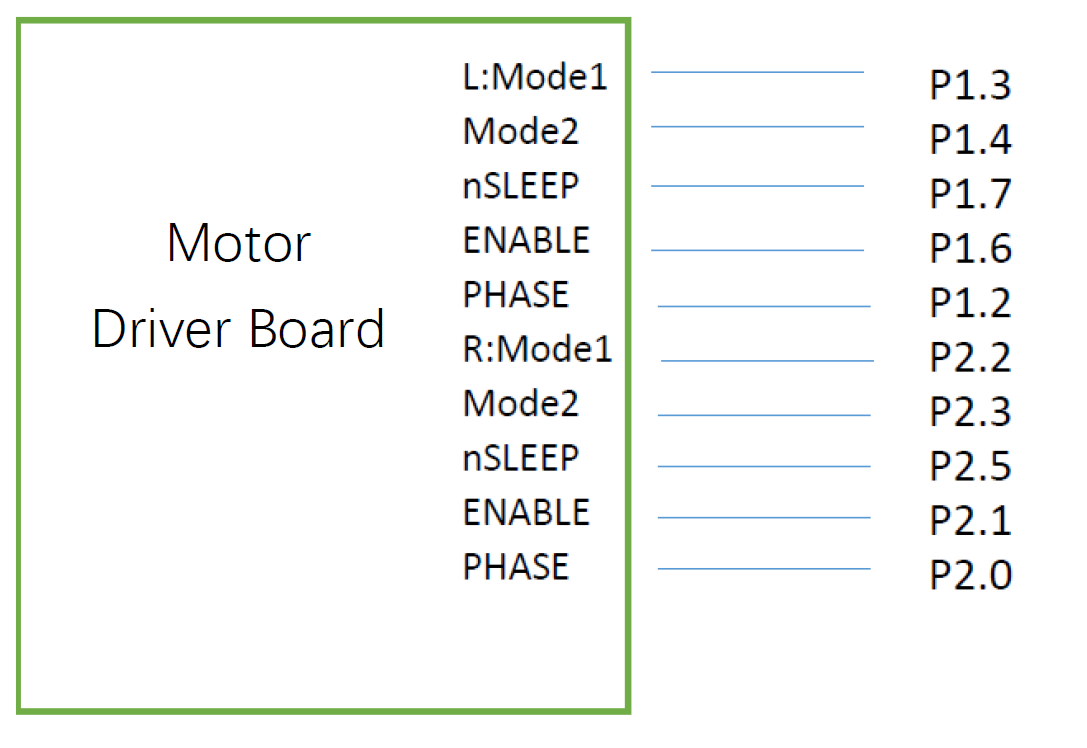 Motor
Driver Board
L:Mode1 P1.3
Mode2 P1.4
nSLEEP P1.7
ENABLE P1.6
PHASE P1.2
R:Mode1 P2.2
Mode2 P2.3
nSLEEP P2.5
ENABLE P2.1
PHASE P2.0